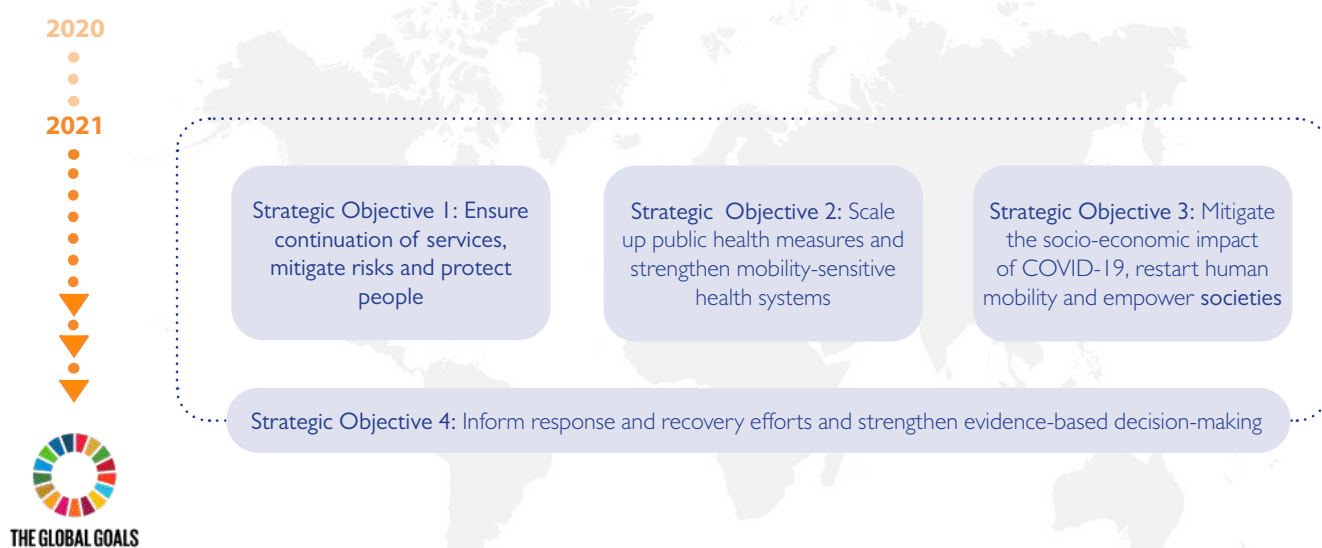 2020
2021
Strategic Objective 1: Ensure
continuation of services,
mitigate risks and protect
people
Strategic Objective 2: Scale
up public health measures and
strengthen mobility-sensitive
health systems
Strategic Objective 3: Mitigate
the socio-economic impact
of COVID-19, restart human
mobility and empower societies
Strategic Objective 4: Inform response and recovery efforts and strengthen evidence-based decision-making
THE GLOBAL GOALS